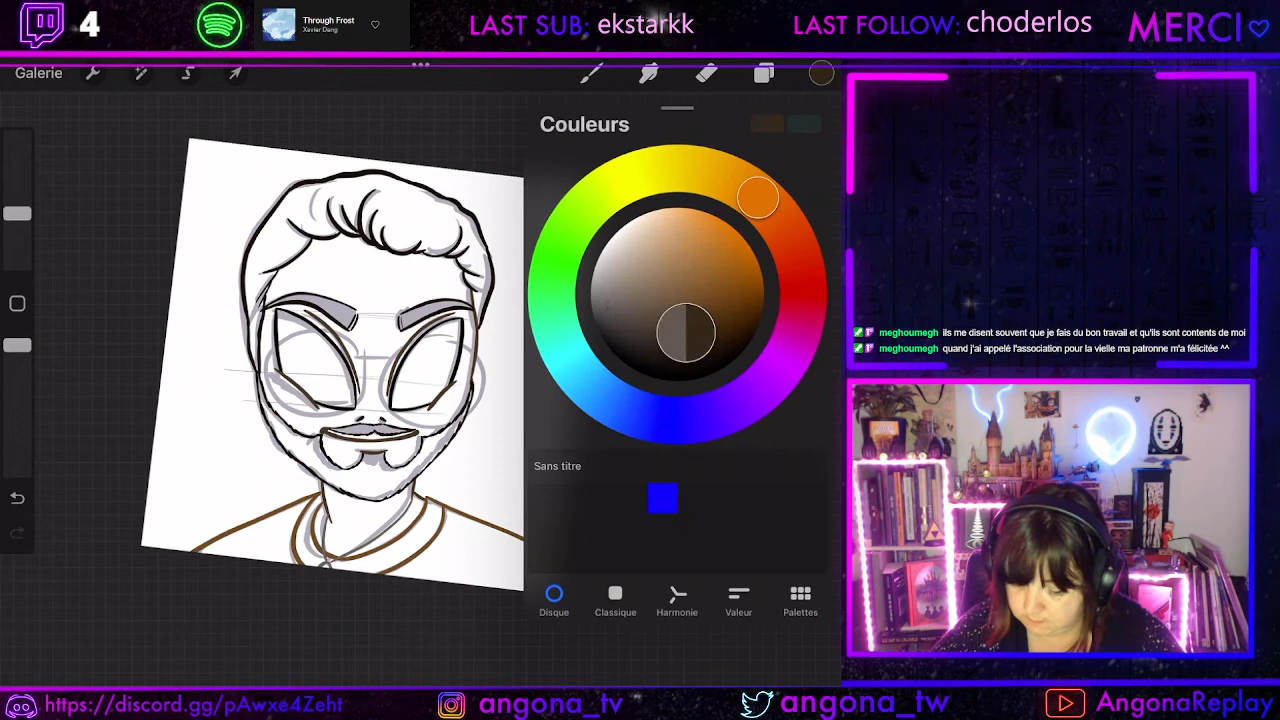 4
Through Frost
Xavier Dang
LAST SUB: ekstarkk
LAST FOLLOW: choderlos
MERCI
Galerie
Couleurs
Sans titre
Disque
Classique
Harmonie
Valeur
Palettes
meghoumegh ils me disent souvent que je fais du bon travail et qu'ils sont contents de moi
meghoumegh quand j'ai appelé l'association pour la vielle ma patronne m'a félicitée ^^
https://discord.gg/pAwxe4Zeht
angona_tv
angona_tw
AngonaReplay